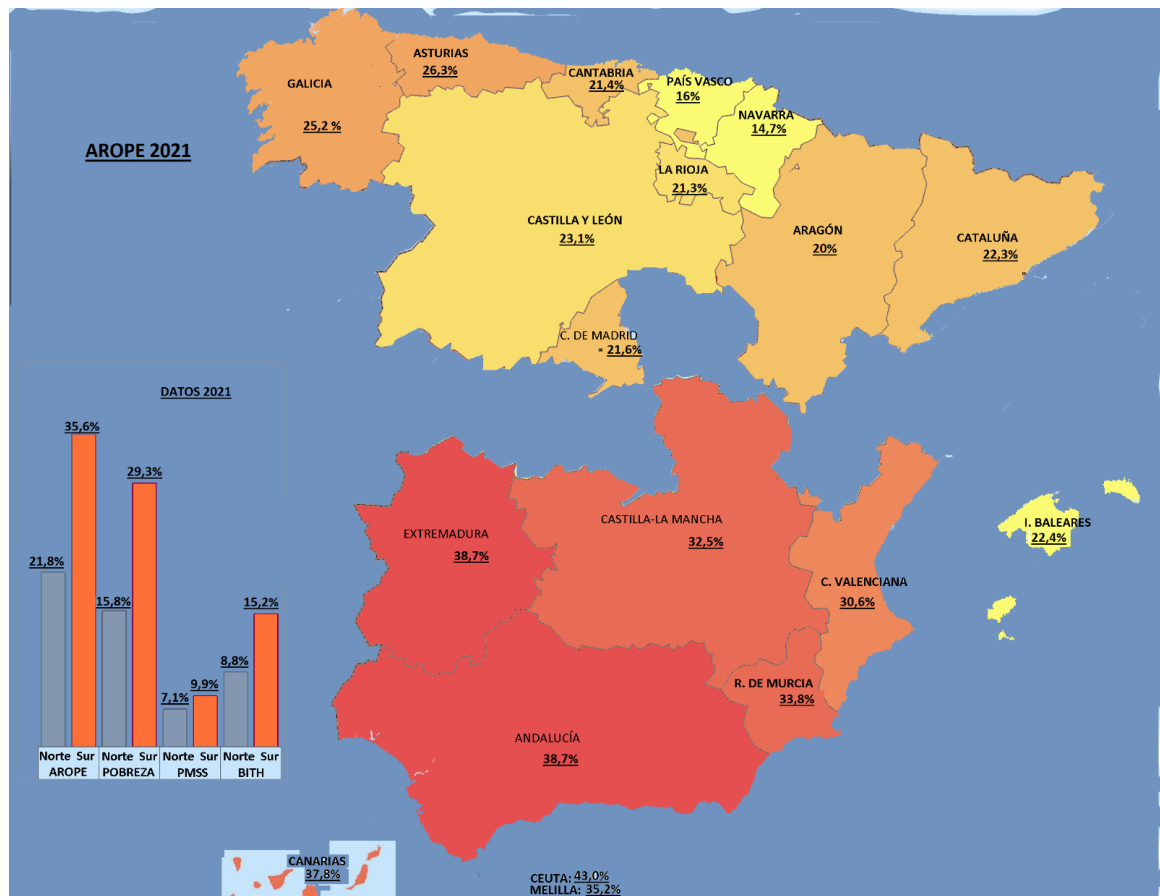 ASTURIAS
26,3%
CANTABRIA
21,4%
PAÍS VASCO
16%
GALICIA
25,2 %
NAVARRA
14,7%
AROPE 2021
LA RIOJA
21,3%
CASTILLA Y LEÓN
23,1%
ARAGÓN
20%
CATALUÑA
22,3%
C. DE MADRID
21,6%
DATOS 2021
35,6%
29,3%
21,8%
15,8%
15,2%
8,8%
9,9%
7,1%
Norte Sur Norte Sur Norte Sur Norte Sur
AROPE POBREZA PMSS BITH
EXTREMADURA
38,7%
CASTILLA-LA MANCHA
32,5%
I. BALEARES
22,4%
C. VALENCIANA
30,6%
R. DE MURCIA
33,8%
ANDALUCÍA
38,7%
CANARIAS
37,8%
CEUTA: 43,0%
MELILLA: 35,2%